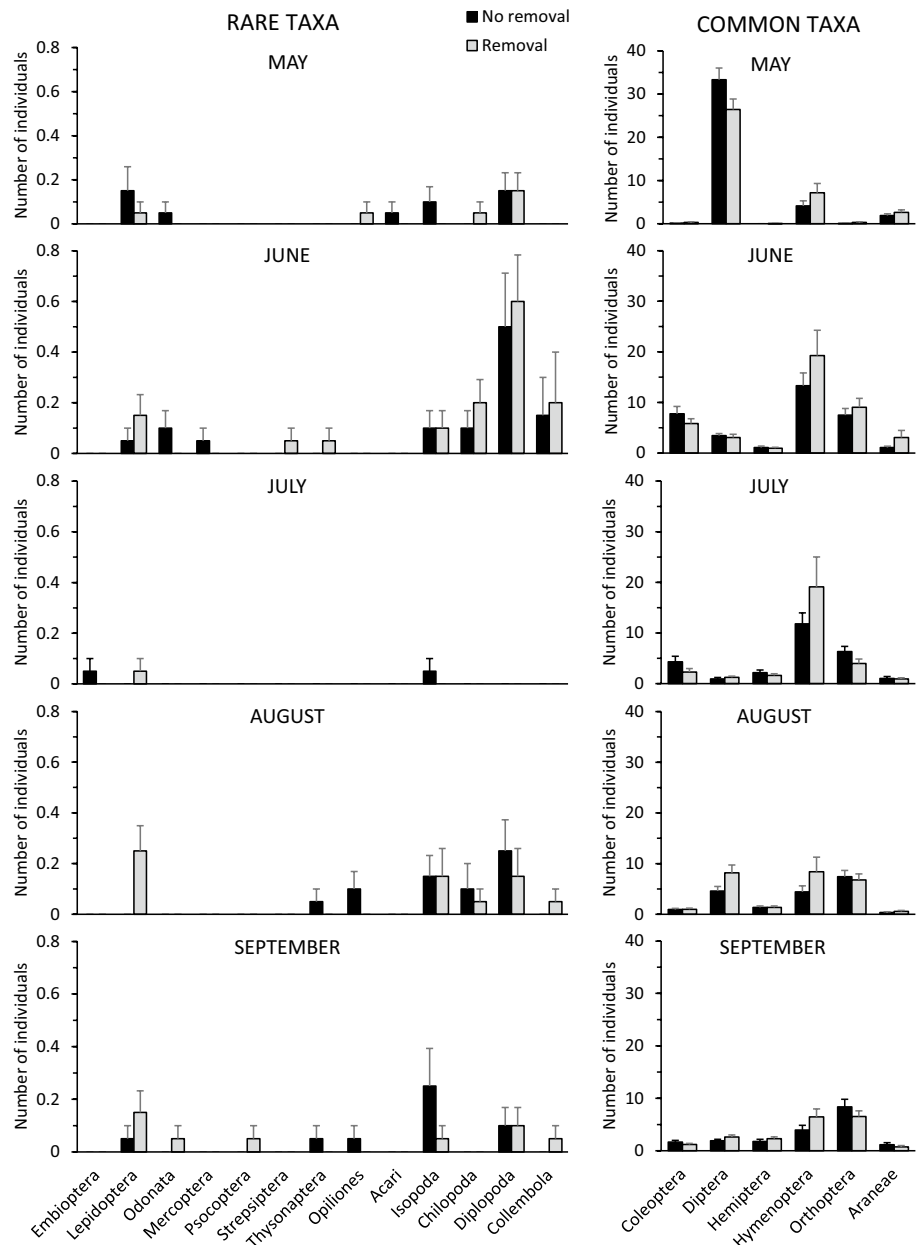 RARE TAXA
No removal
Removal
COMMON TAXA
MAY
Number of individuals
0.8
0.6
0.4
0.2
0
MAY
Number of individuals
40
30
20
10
0
JUNE
Number of individuals
0.8
0.6
0.4
0.2
0
JUNE
Number of individuals
40
30
20
10
0
JULY
Number of individuals
0.8
0.6
0.4
0.2
0
JULY
Number of individuals
40
30
20
10
0
AUGUST
Number of individuals
0.8
0.6
0.4
0.2
0
AUGUST
Number of individuals
40
30
20
10
0
SEPTEMBER
Number of individuals
0.8
0.6
0.4
0.2
0
SEPTEMBER
Number of individuals
40
30
20
10
0
Embioptera
Lepidoptera
Odonata
Mercoptera
Psocoptera
Strepsiptera
Thysonaptera
Opiliones
Acari
Isopoda
Chilopoda
Diplopoda
Collembola
Coleoptera
Diptera
Hemiptera
Hymenoptera
Orthoptera
Araneae